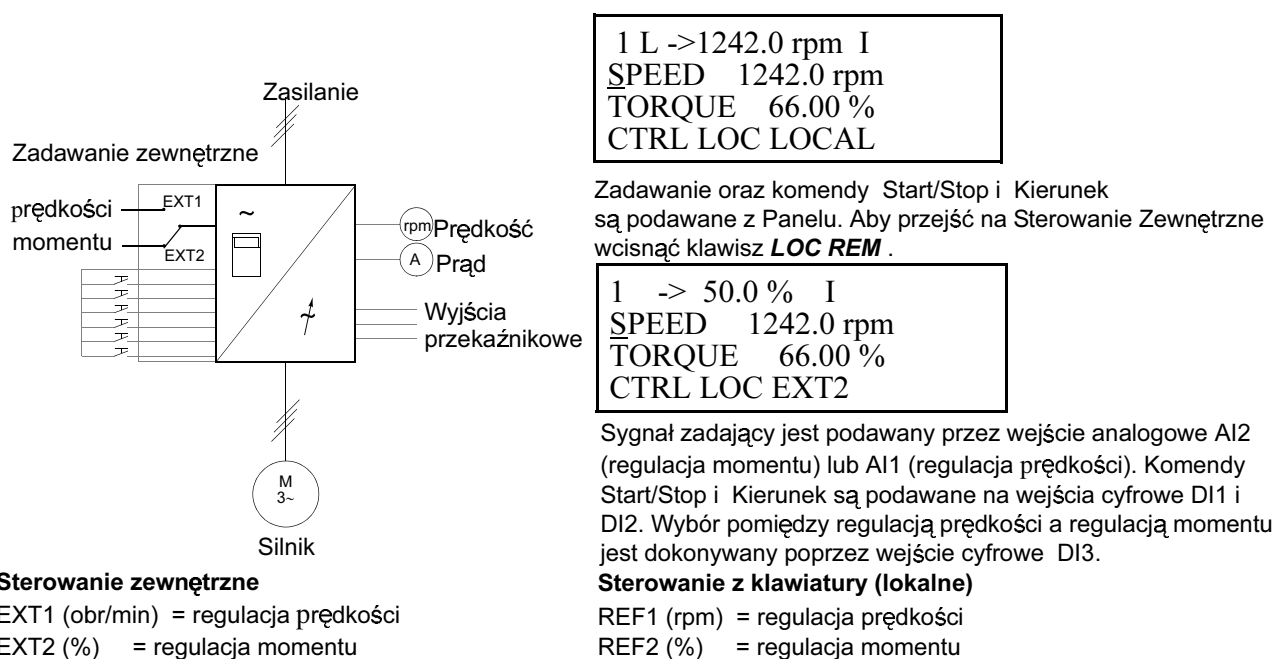 Zasilanie
Zadawanie zewnętrzne
prędkości
EXT1
momentu
EXT2
~
rpm
Prędkość
A
Prąd
Wyjścia
przekaźnikowe
M
3~
Silnik
1 L ->1242.0 rpm I
SPEED 1242.0 rpm
TORQUE 66.00 %
CTRL LOC LOCAL
Zadawanie oraz komendy Start/Stop i Kierunek
są podawane z Panelu. Aby przejść na Sterowanie Zewnętrzne
wcisnąć klawisz LOC REM .
1 -> 50.0 % I
SPEED 1242.0 rpm
TORQUE 66.00 %
CTRL LOC EXT2
Sygnał zadający jest podawany przez wejście analogowe AI2
(regulacja momentu) lub AI1 (regulacja prędkości). Komendy
Start/Stop i Kierunek są podawane na wejścia cyfrowe DI1 i
DI2. Wybór pomiędzy regulacją prędkości a regulacją momentu
jest dokonywany poprzez wejście cyfrowe DI3.
Sterowanie zewnętrzne
EXT1 (obr/min) = regulacja prędkości
EXT2 (%) = regulacja momentu
Sterowanie z klawiatury (lokalne)
REF1 (rpm) = regulacja prędkości
REF2 (%) = regulacja momentu